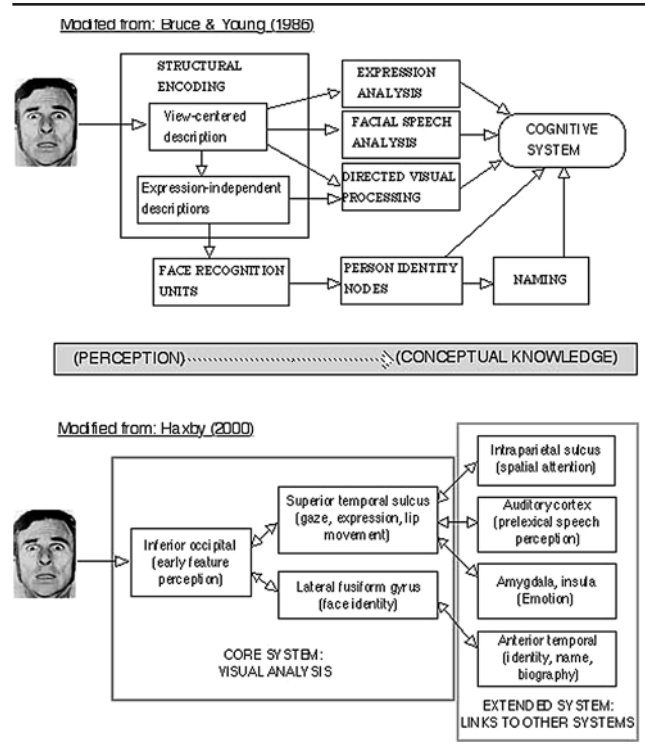 Modifed from: Bruce & Young (1986)
STRUCTURAL
ENCODING
View-centered
description
Expression-independent
descriptions
EXPRESSION
ANALYSIS
FACIAL SPEECH
ANALYSIS
DIRECTED VISUAL
PROCESSING
COGNITIVE
SYSTEM
FACE RECOGNITION
UNITS
PERSON IDENTITY
NODES
NAMING
(PERCEPTION)
(CONCEPTUAL KNOWLEDGE)
Modified from: Haxby (2000)
Inferior occipital
(early feature
perception)
Superior temporal sulcus
(gaze, expression, lip
movement)
Lateral fusiform gyrus
(face identity)
CORE SYSTEM:
VISUAL ANALYSIS
Intraparietal sulcus
(spatial attention)
Auditory cortex
(prelexical speech
perception)
Amygdala, insula
(Emotion)
Anterior temporal
(identity, name,
biography)
EXTENDED SYSTEM:
LINKS TO OTHER SYSTEMS